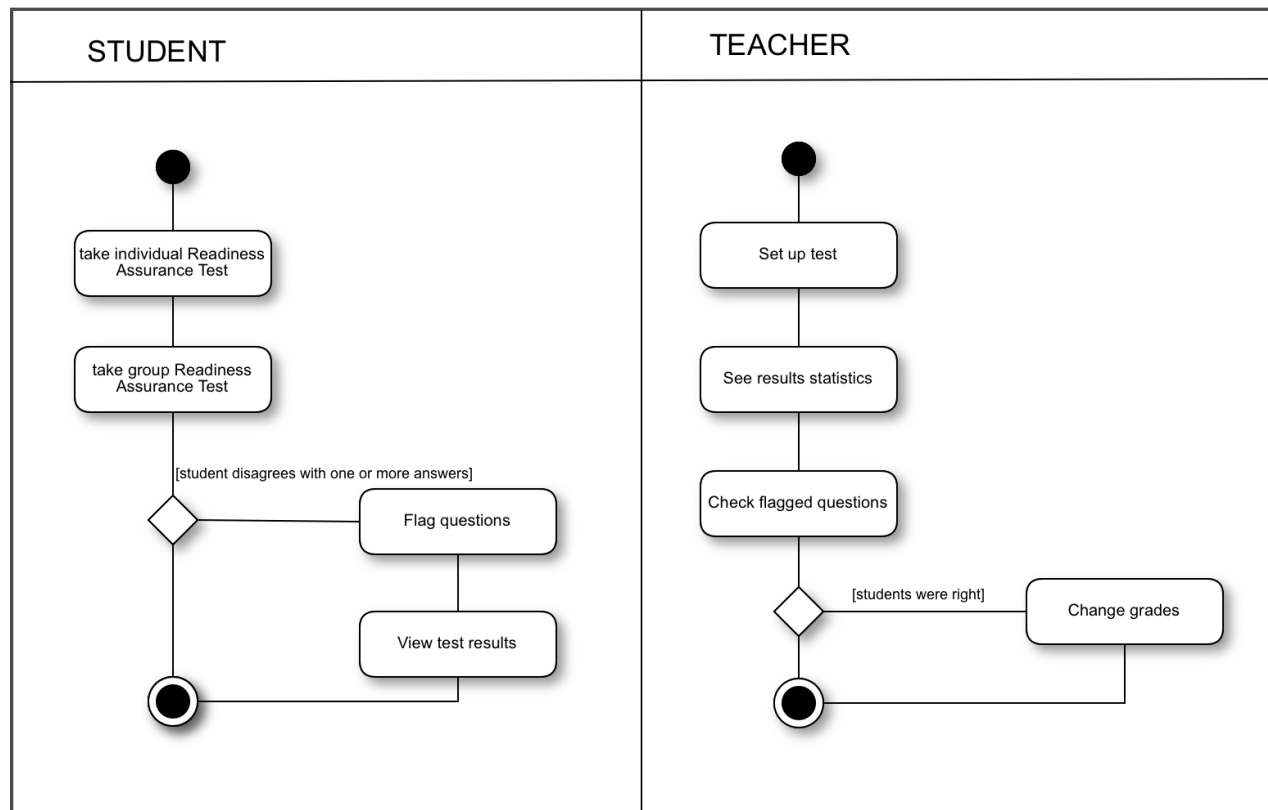 STUDENT
TEACHER
take individual Readiness
Assurance Test
take group Readiness
Assurance Test
[student disagrees with one or more answers]
Flag questions
View test results
Set up test
See results statistics
Check flagged questions
[students were right]
Change grades